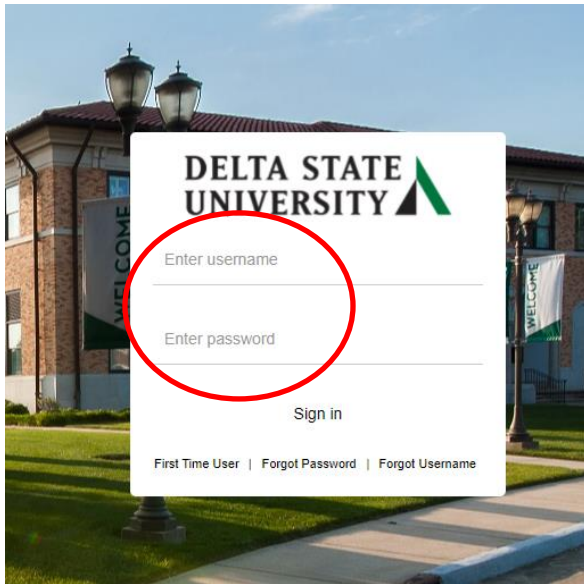 DELTA STATE
UNIVERSITY
WELCOME
WELCOME
Enter username
Enter password
Sign in
First Time User | Forgot Password | Forgot Username